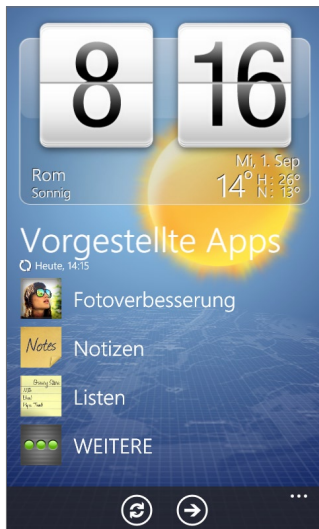 8 16
Rom
Sonnig
Mi, 1. Sep
14° H: 26°
N: 13°
Vorgestellte Apps
Heute, 14:15
Fotoverbesserung
Notes
Notizen
Listen
WEITERE